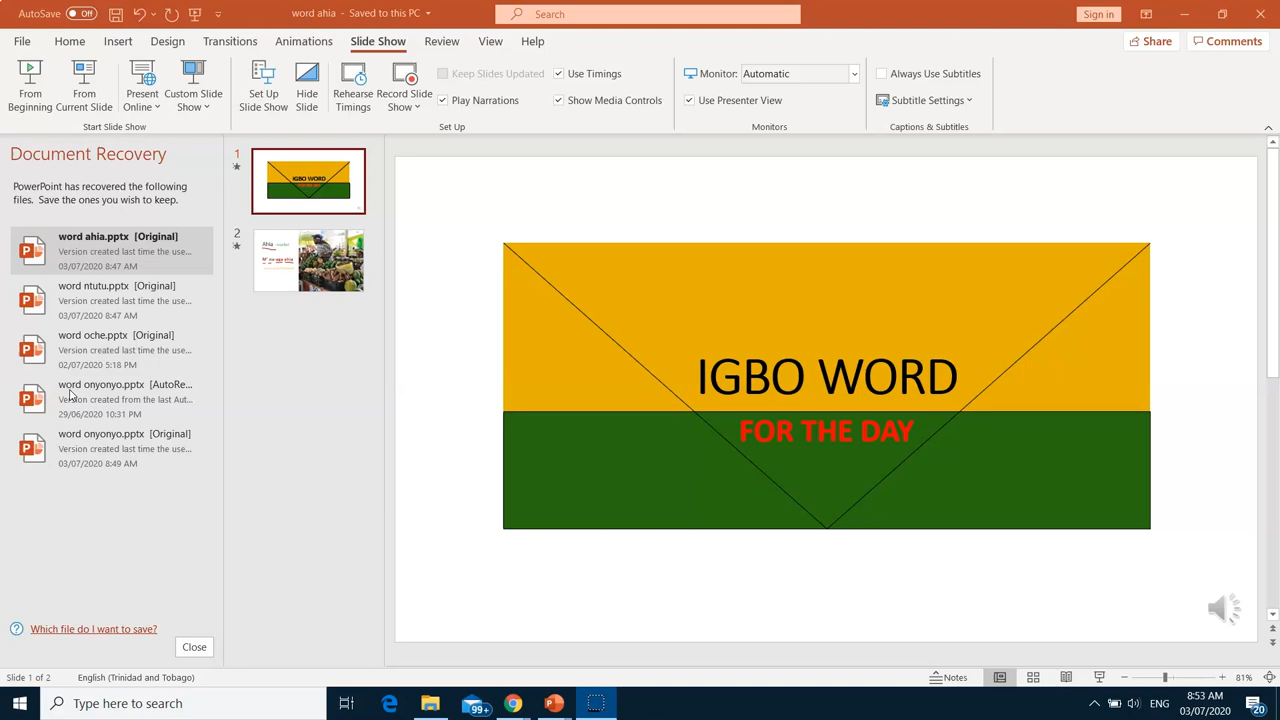 AutoSave Off word ahia - Saved to this PC Search Sign in
File Home Insert Design Transitions Animations Slide Show Review View Help Share Comments
From Beginning
From Current Slide
Present Online
Custom Slide Show
Set Up Slide Show
Hide Slide
Rehearse Timings
Record Slide Show
Keep Slides Updated
Play Narrations
Use Timings
Show Media Controls
Monitor: Automatic
Use Presenter View
Always Use Subtitles
Subtitle Settings
Start Slide Show Set Up Monitors Captions & Subtitles
Document Recovery
PowerPoint has recovered the following
files. Save the ones you wish to keep.
word ahia.pptx [Original]
Version created last time the use...
03/07/2020 8:47 AM
word ntutu.pptx [Original]
Version created last time the use...
03/07/2020 8:47 AM
word oche.pptx [Original]
Version created last time the use...
02/07/2020 5:18 PM
word onyonyo.pptx [AutoRe...
Version created from the last Aut...
29/06/2020 10:31 PM
word onyonyo.pptx [Original]
Version created last time the use...
03/07/2020 8:49 AM
Which file do I want to save?
Close
1
IGBO WORD
FOR THE DAY
2
Ahia
IGBO WORD
FOR THE DAY
Slide 1 of 2 English (Trinidad and Tobago) Notes 81%
Type here to search
99+
ENG
8:53 AM
03/07/2020
20